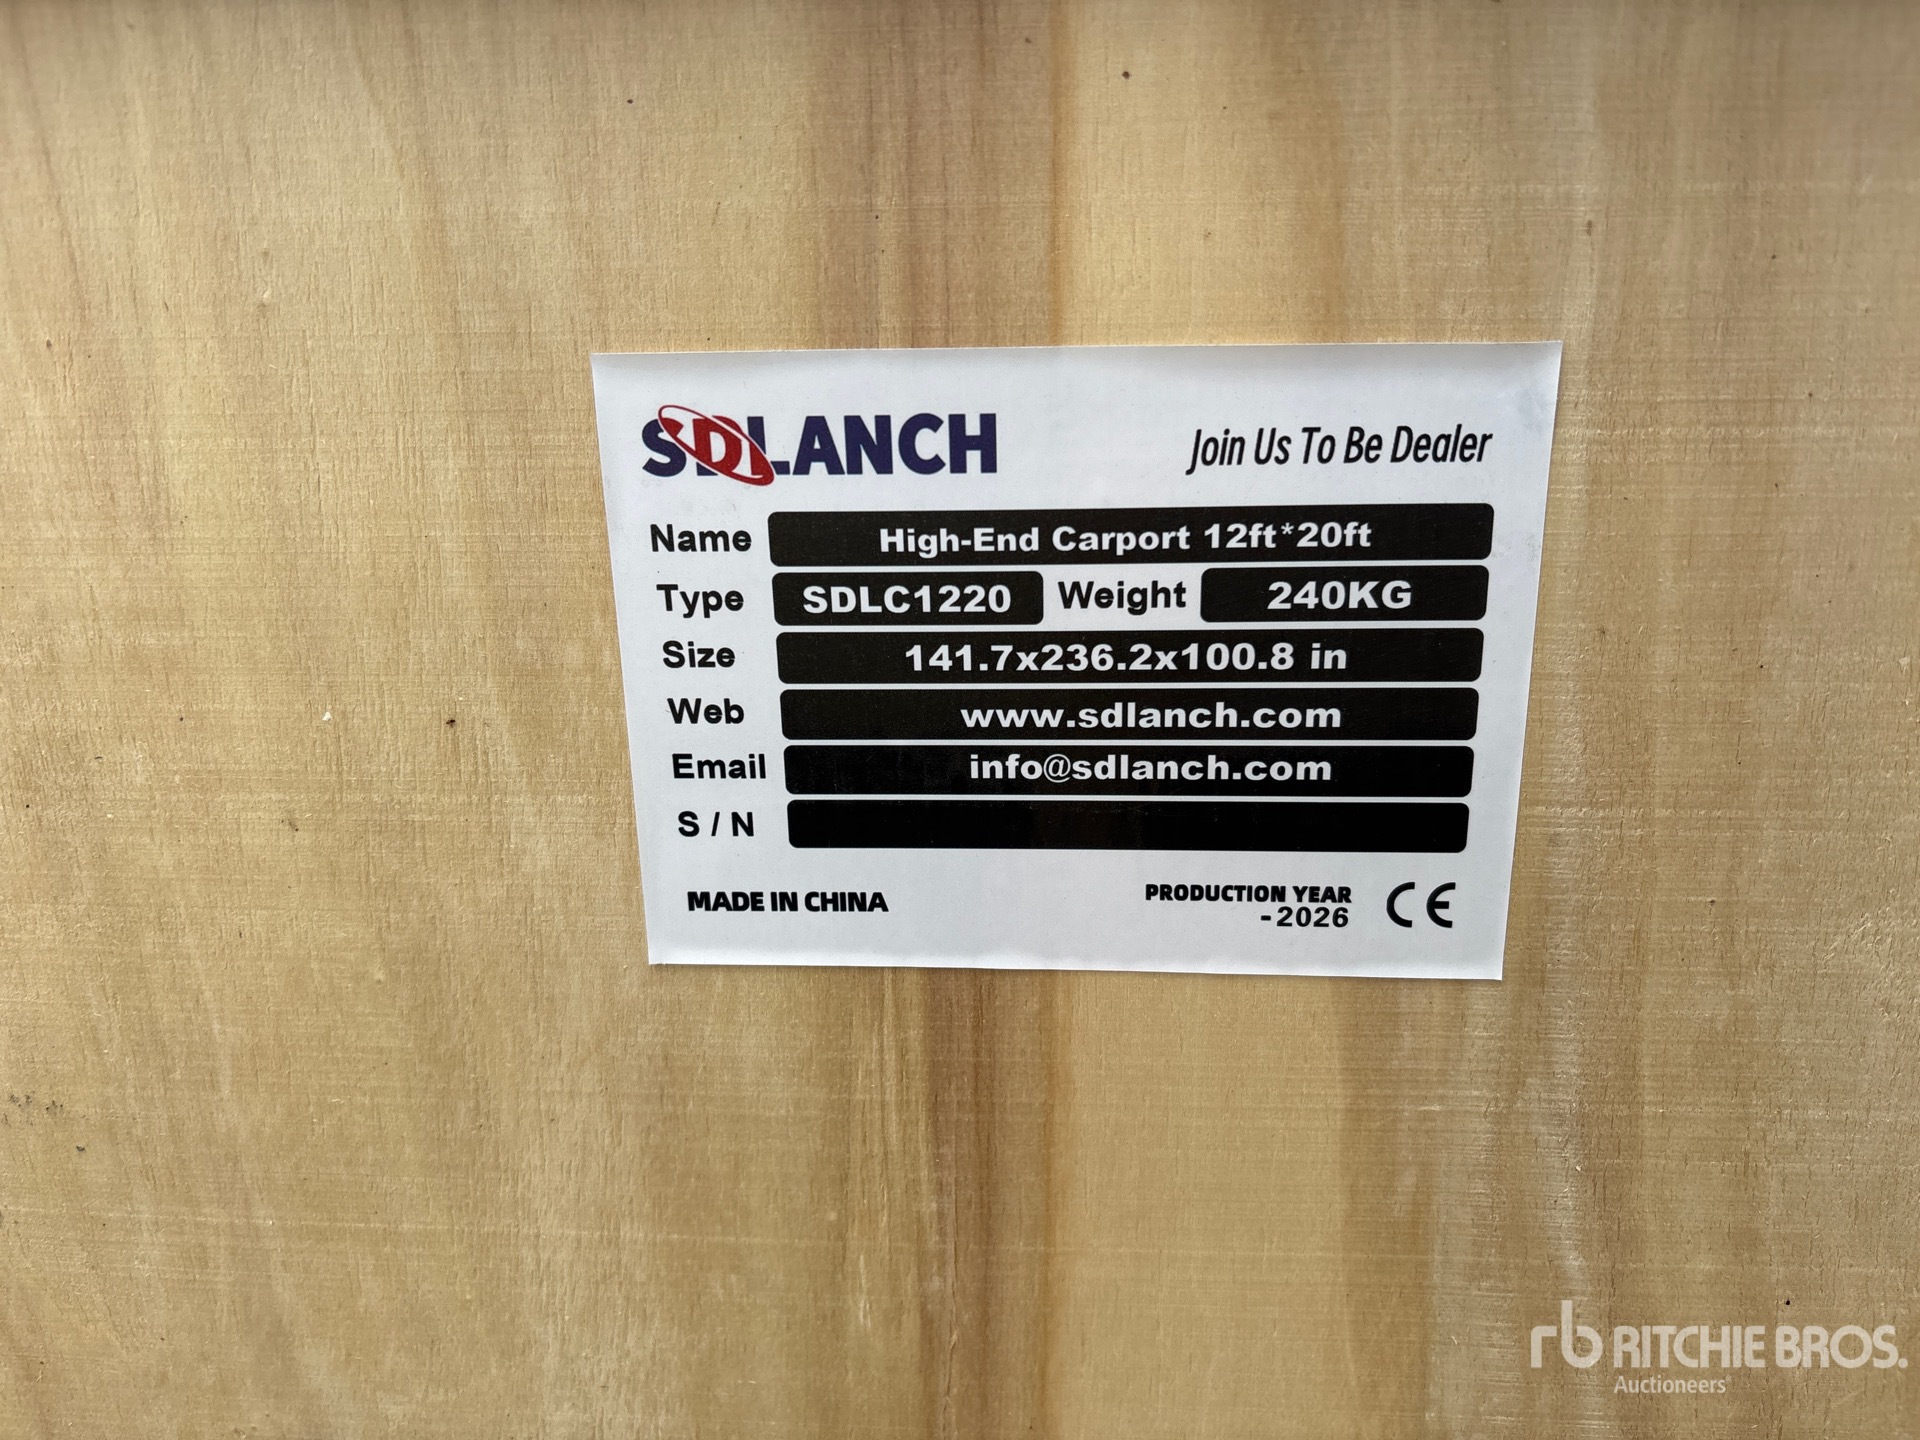 SDLANCH
Join Us To Be Dealer
Name High-End Carport 12ft*20ft
Type SDLC1220 Weight 240KG
Size 141.7x236.2x100.8 in
Web www.sdlanch.com
Email info@sdlanch.com
S / N
MADE IN CHINA
PRODUCTION YEAR
-2026
CE
rb RITCHIE BROS.
Auctioneers